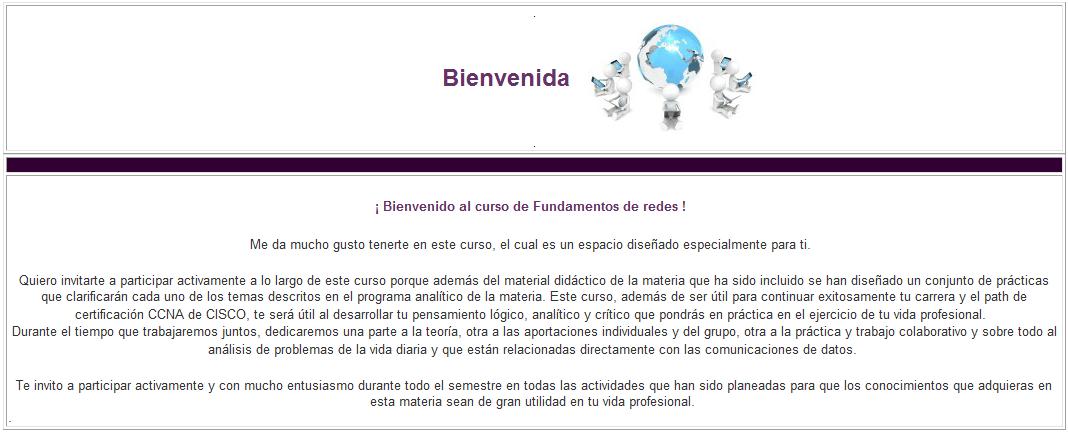 Bienvenida
¡ Bienvenido al curso de Fundamentos de redes !
Me da mucho gusto tenerte en este curso, el cual es un espacio diseñado especialmente para ti.
Quiero invitarte a participar activamente a lo largo de este curso porque además del material didáctico de la materia que ha sido incluido se han diseñado un conjunto de prácticas
que clarificarán cada uno de los temas descritos en el programa analítico de la materia. Este curso, además de ser útil para continuar exitosamente tu carrera y el path de
certificación CCNA de CISCO, te será útil al desarrollar tu pensamiento lógico, analítico y crítico que pondrás en práctica en el ejercicio de tu vida profesional.
Durante el tiempo que trabajaremos juntos, dedicaremos una parte a la teoría, otra a las aportaciones individuales y del grupo, otra a la práctica y trabajo colaborativo y sobre todo al
análisis de problemas de la vida diaria y que están relacionadas directamente con las comunicaciones de datos.
Te invito a participar activamente y con mucho entusiasmo durante todo el semestre en todas las actividades que han sido planeadas para que los conocimientos que adquieras en
esta materia sean de gran utilidad en tu vida profesional.